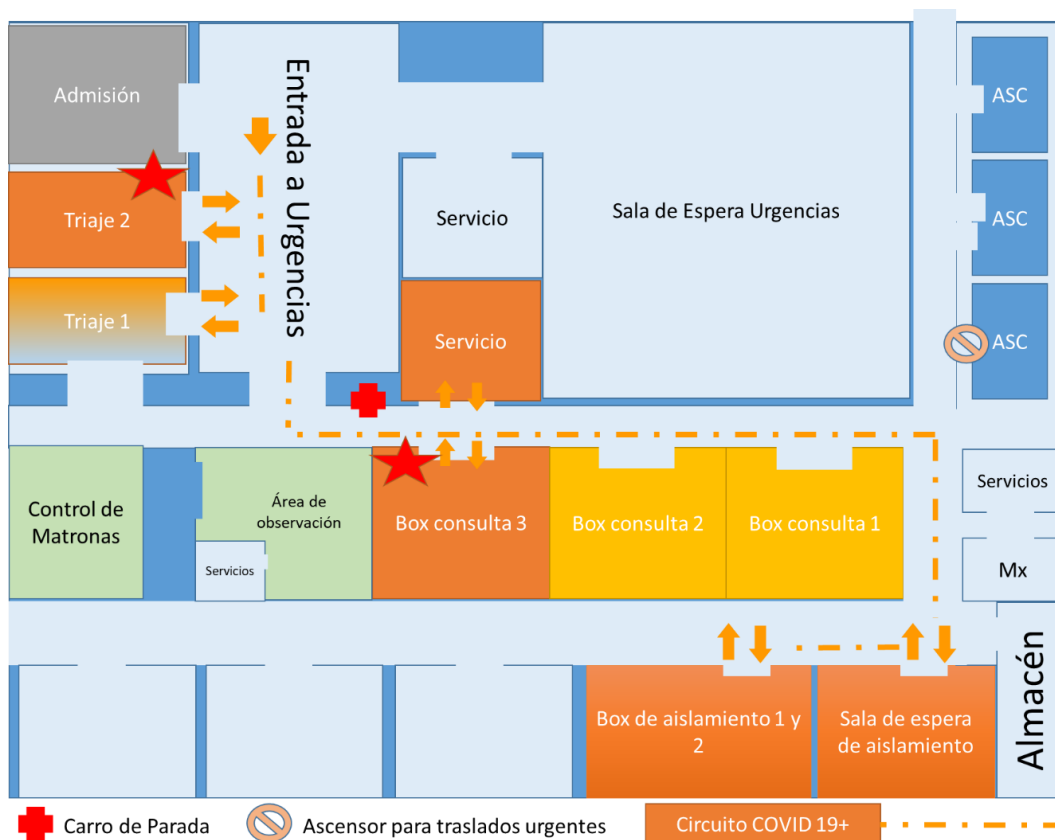 Admisión
Entrada a Urgencias
ASC
Triaje 2
Servicio
Sala de Espera Urgencias
ASC
Triaje 1
Servicio
ASC
Control de
Matronas
Área de
observación
Servicios
Box consulta 3
Box consulta 2
Box consulta 1
Servicios
Mx
Almacén
Box de aislamiento 1 y
2
Sala de espera
de aislamiento
Carro de Parada
Ascensor para traslados urgentes
Circuito COVID 19+